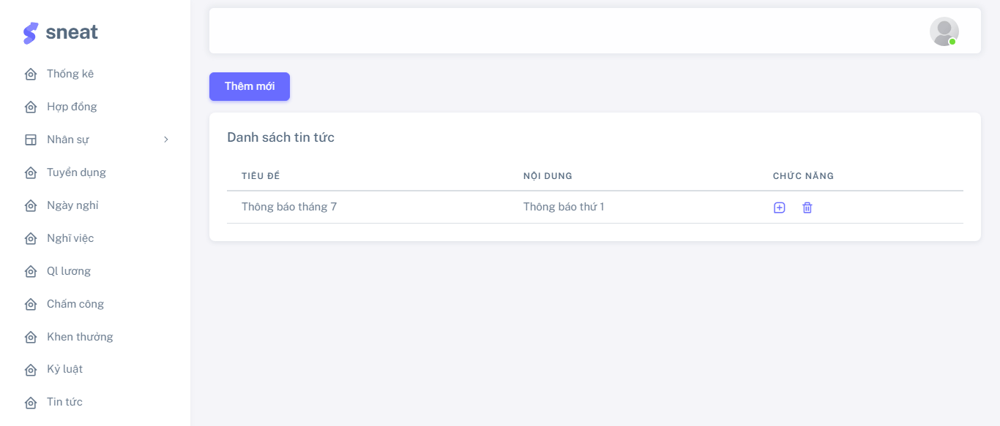 sneat
Thống kê
Hợp đồng
Nhân sự
Tuyển dụng
Ngày nghỉ
Nghĩ việc
Ql lương
Chấm công
Khen thưởng
Kỷ luật
Tin tức
Thêm mới
Danh sách tin tức
TIÊU ĐỀ NỘI DUNG CHỨC NĂNG
Thông báo tháng 7 Thông báo thứ 1